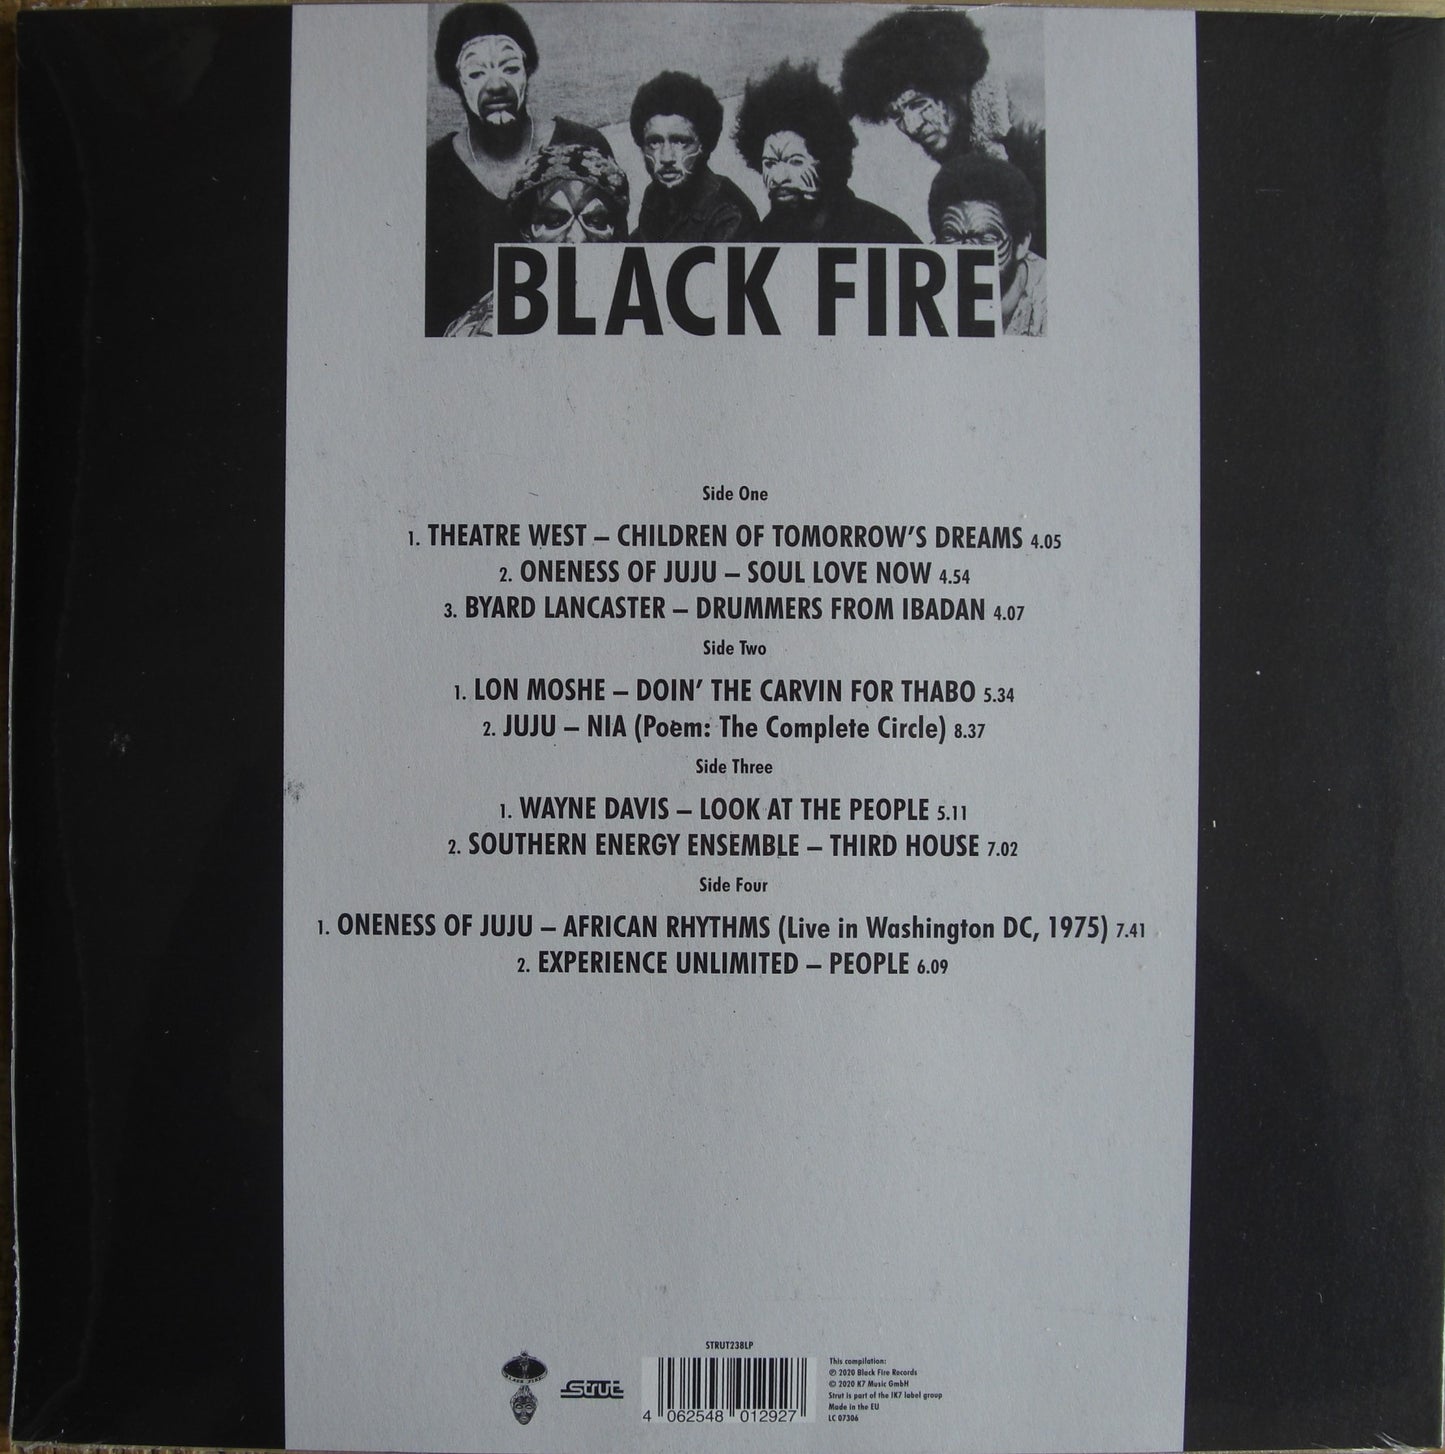 BLACK FIRE
Side One
1. THEATRE WEST – CHILDREN OF TOMORROW'S DREAMS 4.05
2. ONENESS OF JUJU – SOUL LOVE NOW 4.54
3. BYARD LANCASTER – DRUMMERS FROM IBADAN 4.07
Side Two
1. LON MOSHE – DOIN' THE CARVIN FOR THABO 5.34
2. JUJU – NIA (Poem: The Complete Circle) 8.37
Side Three
1. WAYNE DAVIS – LOOK AT THE PEOPLE 5.11
2. SOUTHERN ENERGY ENSEMBLE – THIRD HOUSE 7.02
Side Four
1. ONENESS OF JUJU – AFRICAN RHYTHMS (Live in Washington DC, 1975) 7.41
2. EXPERIENCE UNLIMITED – PEOPLE 6.09
STRUT238LP
BLACK FIRE
Strut
4 062548 012927
This compilation:
℗ 2020 Black Fire Records
© 2020 K7 Music GmbH
Strut is part of the !K7 label group
Made in the EU
LC 07306